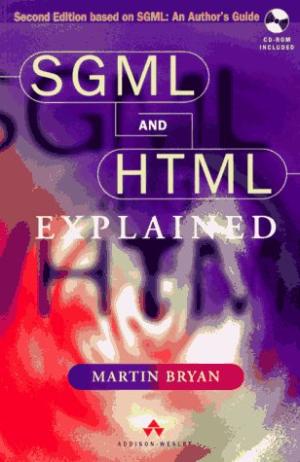 Second Edition based on SGML: An Author's Guide
CD-ROM
INCLUDED
SGML
AND
HTML
EXPLAINED
MARTIN BRYAN
ADDISON-WESLEY